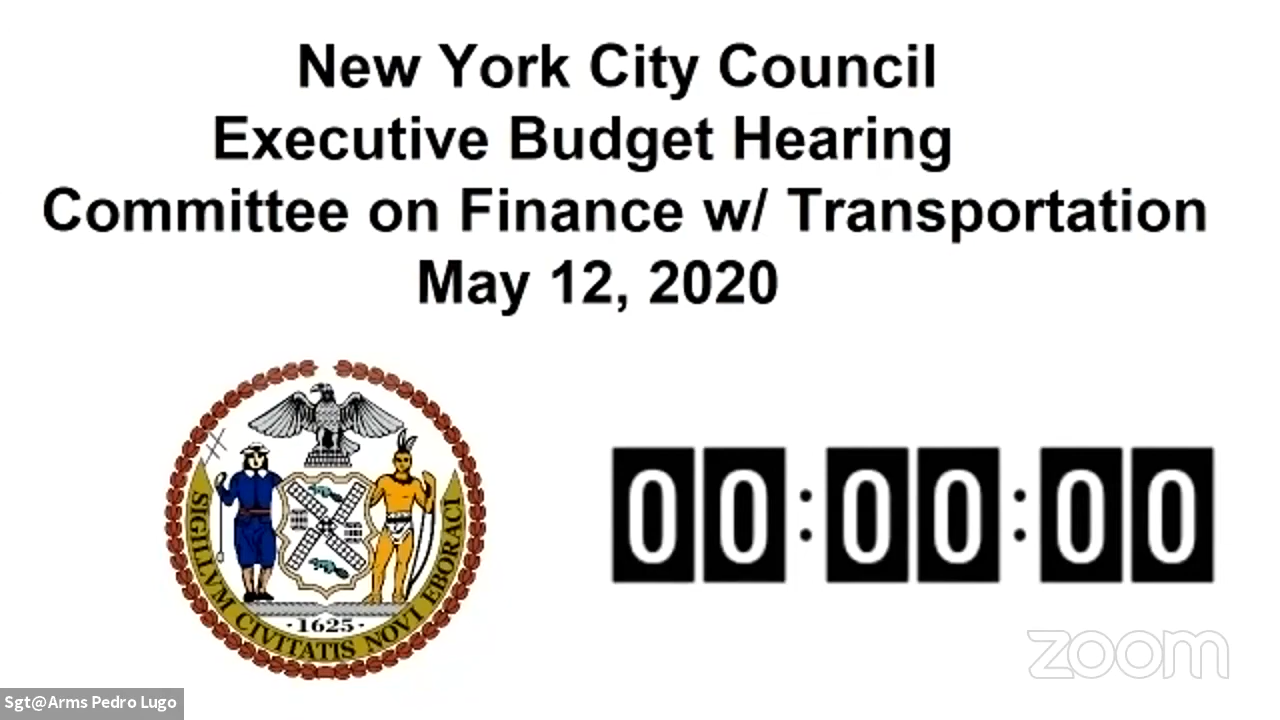 New York City Council
Executive Budget Hearing
Committee on Finance w/ Transportation
May 12, 2020
SIGILLVM CIVITATIS NOVI EBORACI
·1625·
00:00:00
zoom
Sgt@Arms Pedro Lugo